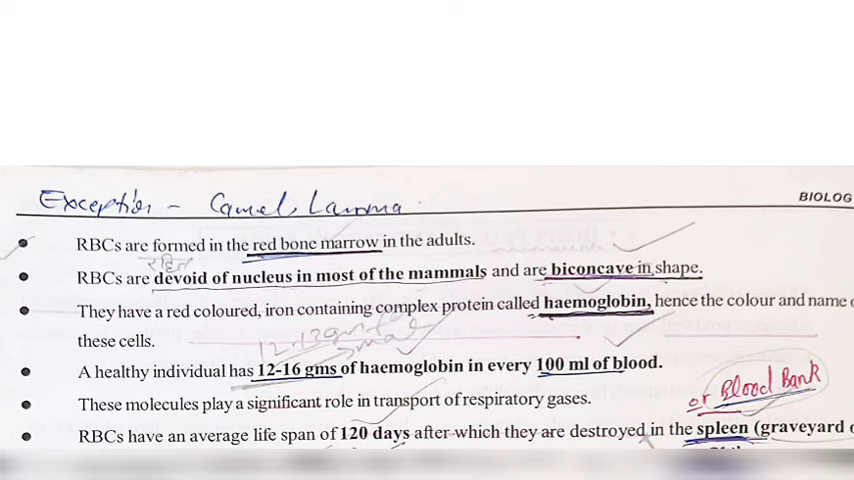 Exception - Camel, Lamma
BIOLOG
RBCs are formed in the red bone marrow in the adults.
रहित
RBCs are devoid of nucleus in most of the mammals and are biconcave in shape.
They have a red coloured, iron containing complex protein called haemoglobin, hence the colour and name
these cells.
A healthy individual has 12-16 gms of haemoglobin in every 100 ml of blood.
or Blood Bank
These molecules play a significant role in transport of respiratory gases.
RBCs have an average life span of 120 days after which they are destroyed in the spleen (graveyard